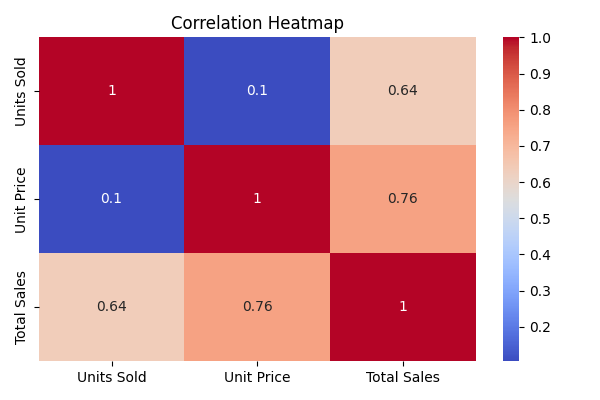 Correlation Heatmap
Units Sold
1
0.1
0.64
Unit Price
0.1
1
0.76
Total Sales
0.64
0.76
1
Units Sold
Unit Price
Total Sales
1.0
0.9
0.8
0.7
0.6
0.5
0.4
0.3
0.2